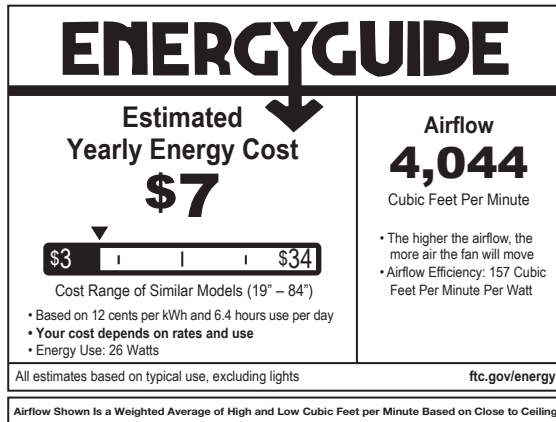 ENERGYGUIDE
Estimated
Yearly Energy Cost
$7
$3
$34
Cost Range of Similar Models (19” – 84”)
• Based on 12 cents per kWh and 6.4 hours use per day
• Your cost depends on rates and use
• Energy Use: 26 Watts
Airflow
4,044
Cubic Feet Per Minute
• The higher the airflow, the
more air the fan will move
• Airflow Efficiency: 157 Cubic
Feet Per Minute Per Watt
All estimates based on typical use, excluding lights
ftc.gov/energy
Airflow Shown Is a Weighted Average of High and Low Cubic Feet per Minute Based on Close to Ceiling